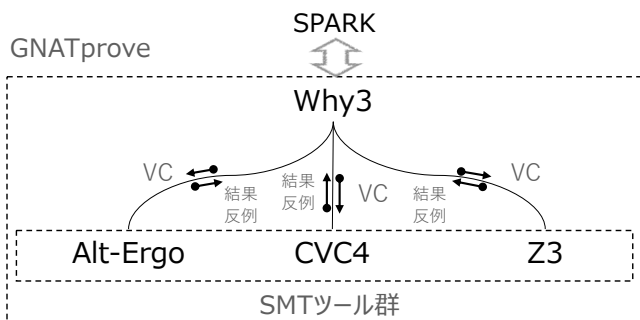 SPARK
GNATprove
Why3
VC
結果
反例
結果
反例
VC
結果
反例
VC
Alt-Ergo
CVC4
Z3
SMTツール群